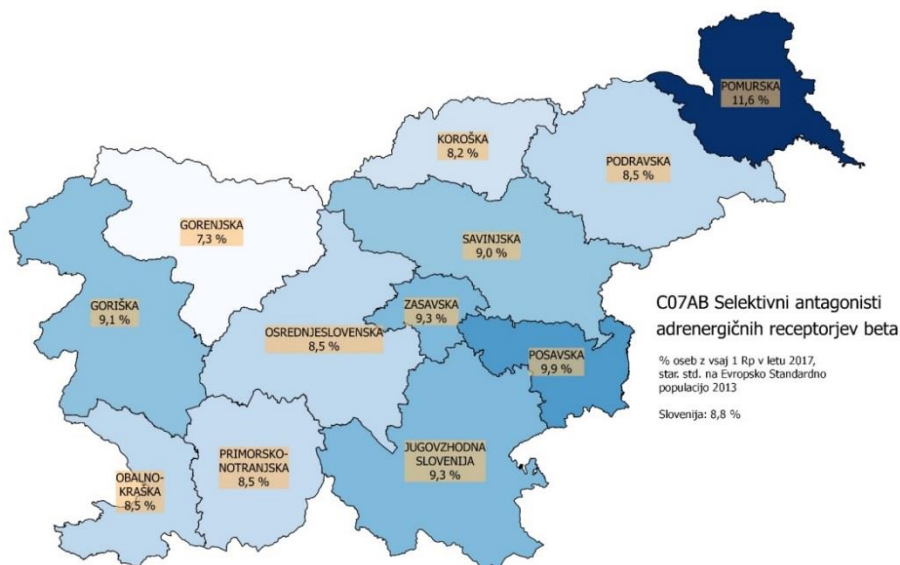 POMURSKA
11,6 %
KOROŠKA
8,2 %
PODRAVSKA
8,5 %
GORENJSKA
7,3 %
SAVINJSKA
9,0 %
GORIŠKA
9,1 %
ZASAVSKA
9,3 %
OSREDNJESLOVENSKA
8,5 %
POSAVSKA
9,9 %
JUGOVZHODNA
SLOVENIJA
9,3 %
PRIMORSKO-
NOTRANJSKA
8,5 %
OBALNO-
KRAŠKA
8,5 %
C07AB Selektivni antagonisti
adrenergičnih receptorjev beta
% oseb z vsaj 1 Rp v letu 2017,
star. std. na Evropsko Standardno
populacijo 2013
Slovenija: 8,8 %